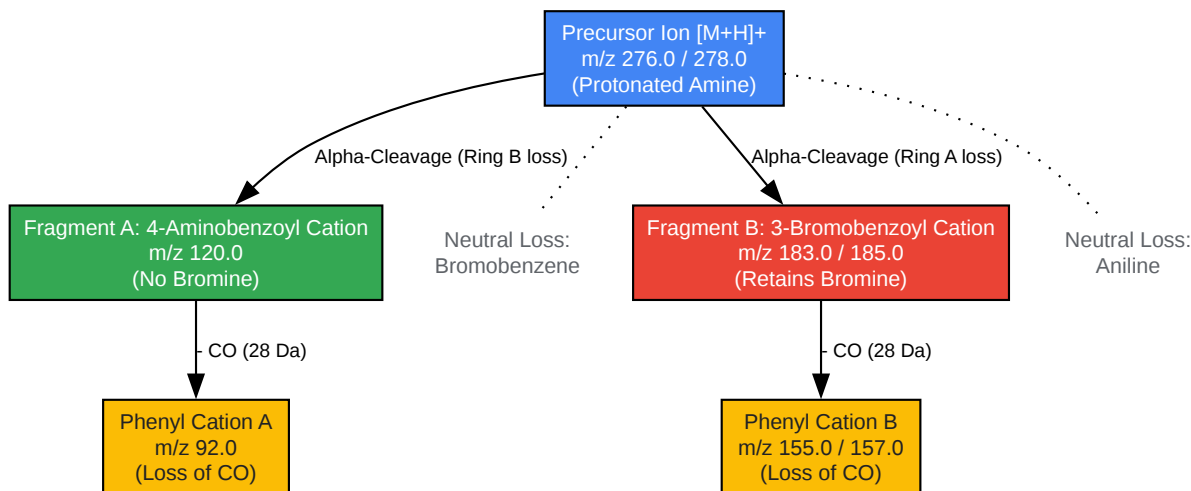 Precursor Ion [M+H]+
m/z 276.0 / 278.0
(Protonated Amine)
Alpha-Cleavage (Ring B loss)
Alpha-Cleavage (Ring A loss)
Fragment A: 4-Aminobenzoyl Cation
m/z 120.0
(No Bromine)
Neutral Loss:
Bromobenzene
Fragment B: 3-Bromobenzoyl Cation
m/z 183.0 / 185.0
(Retains Bromine)
Neutral Loss:
Aniline
- CO (28 Da)
- CO (28 Da)
Phenyl Cation A
m/z 92.0
(Loss of CO)
Phenyl Cation B
m/z 155.0 / 157.0
(Loss of CO)